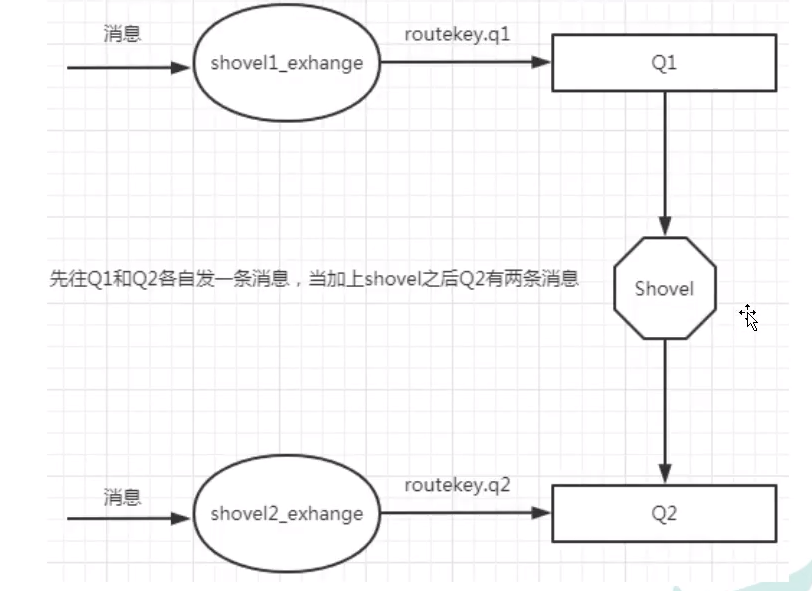 消息
shovel1_exhange
routekey.q1
Q1
先往Q1和Q2各自发一条消息，当加上shovel之后Q2有两条消息
Shovel
消息
shovel2_exhange
routekey.q2
Q2